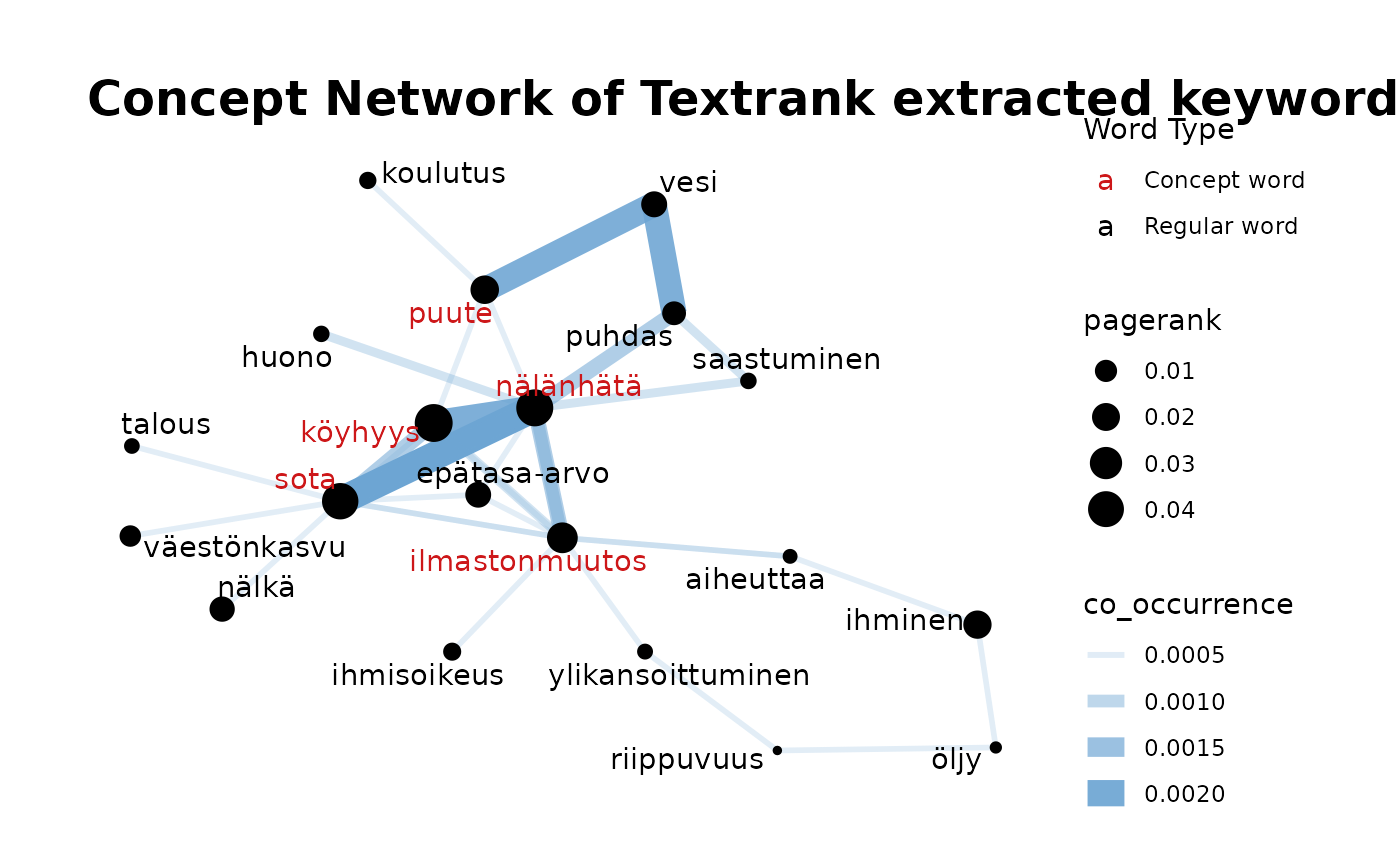 Concept Network of Textrank extracted keyword
Word Type
a Concept word
a Regular word
pagerank
0.01
0.02
0.03
0.04
co_occurrence
0.0005
0.0010
0.0015
0.0020
koulutus
vesi
puute
puhdas
huono
saastuminen
nälänhätä
talous
köyhyys
sota
epätasa-arvo
väestönkasvu
ilmastonmuutos
nälkä
aiheuttaa
ihminen
ihmisoikeus
ylikansoittuminen
riippuvuus
öljy